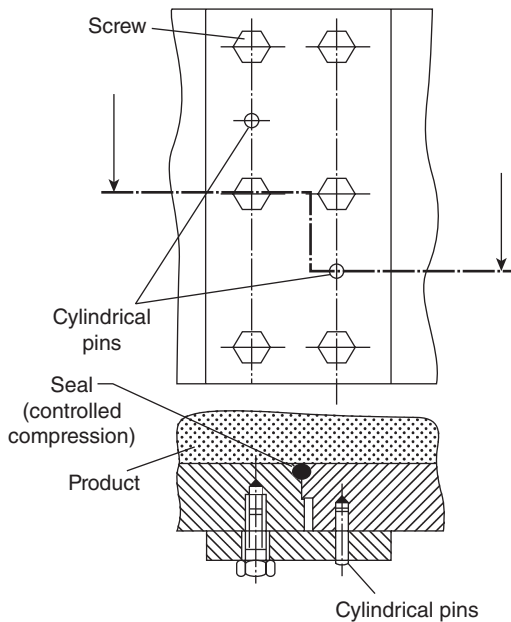 Screw
Cylindrical
pins
Seal
(controlled
compression)
Product
Cylindrical pins